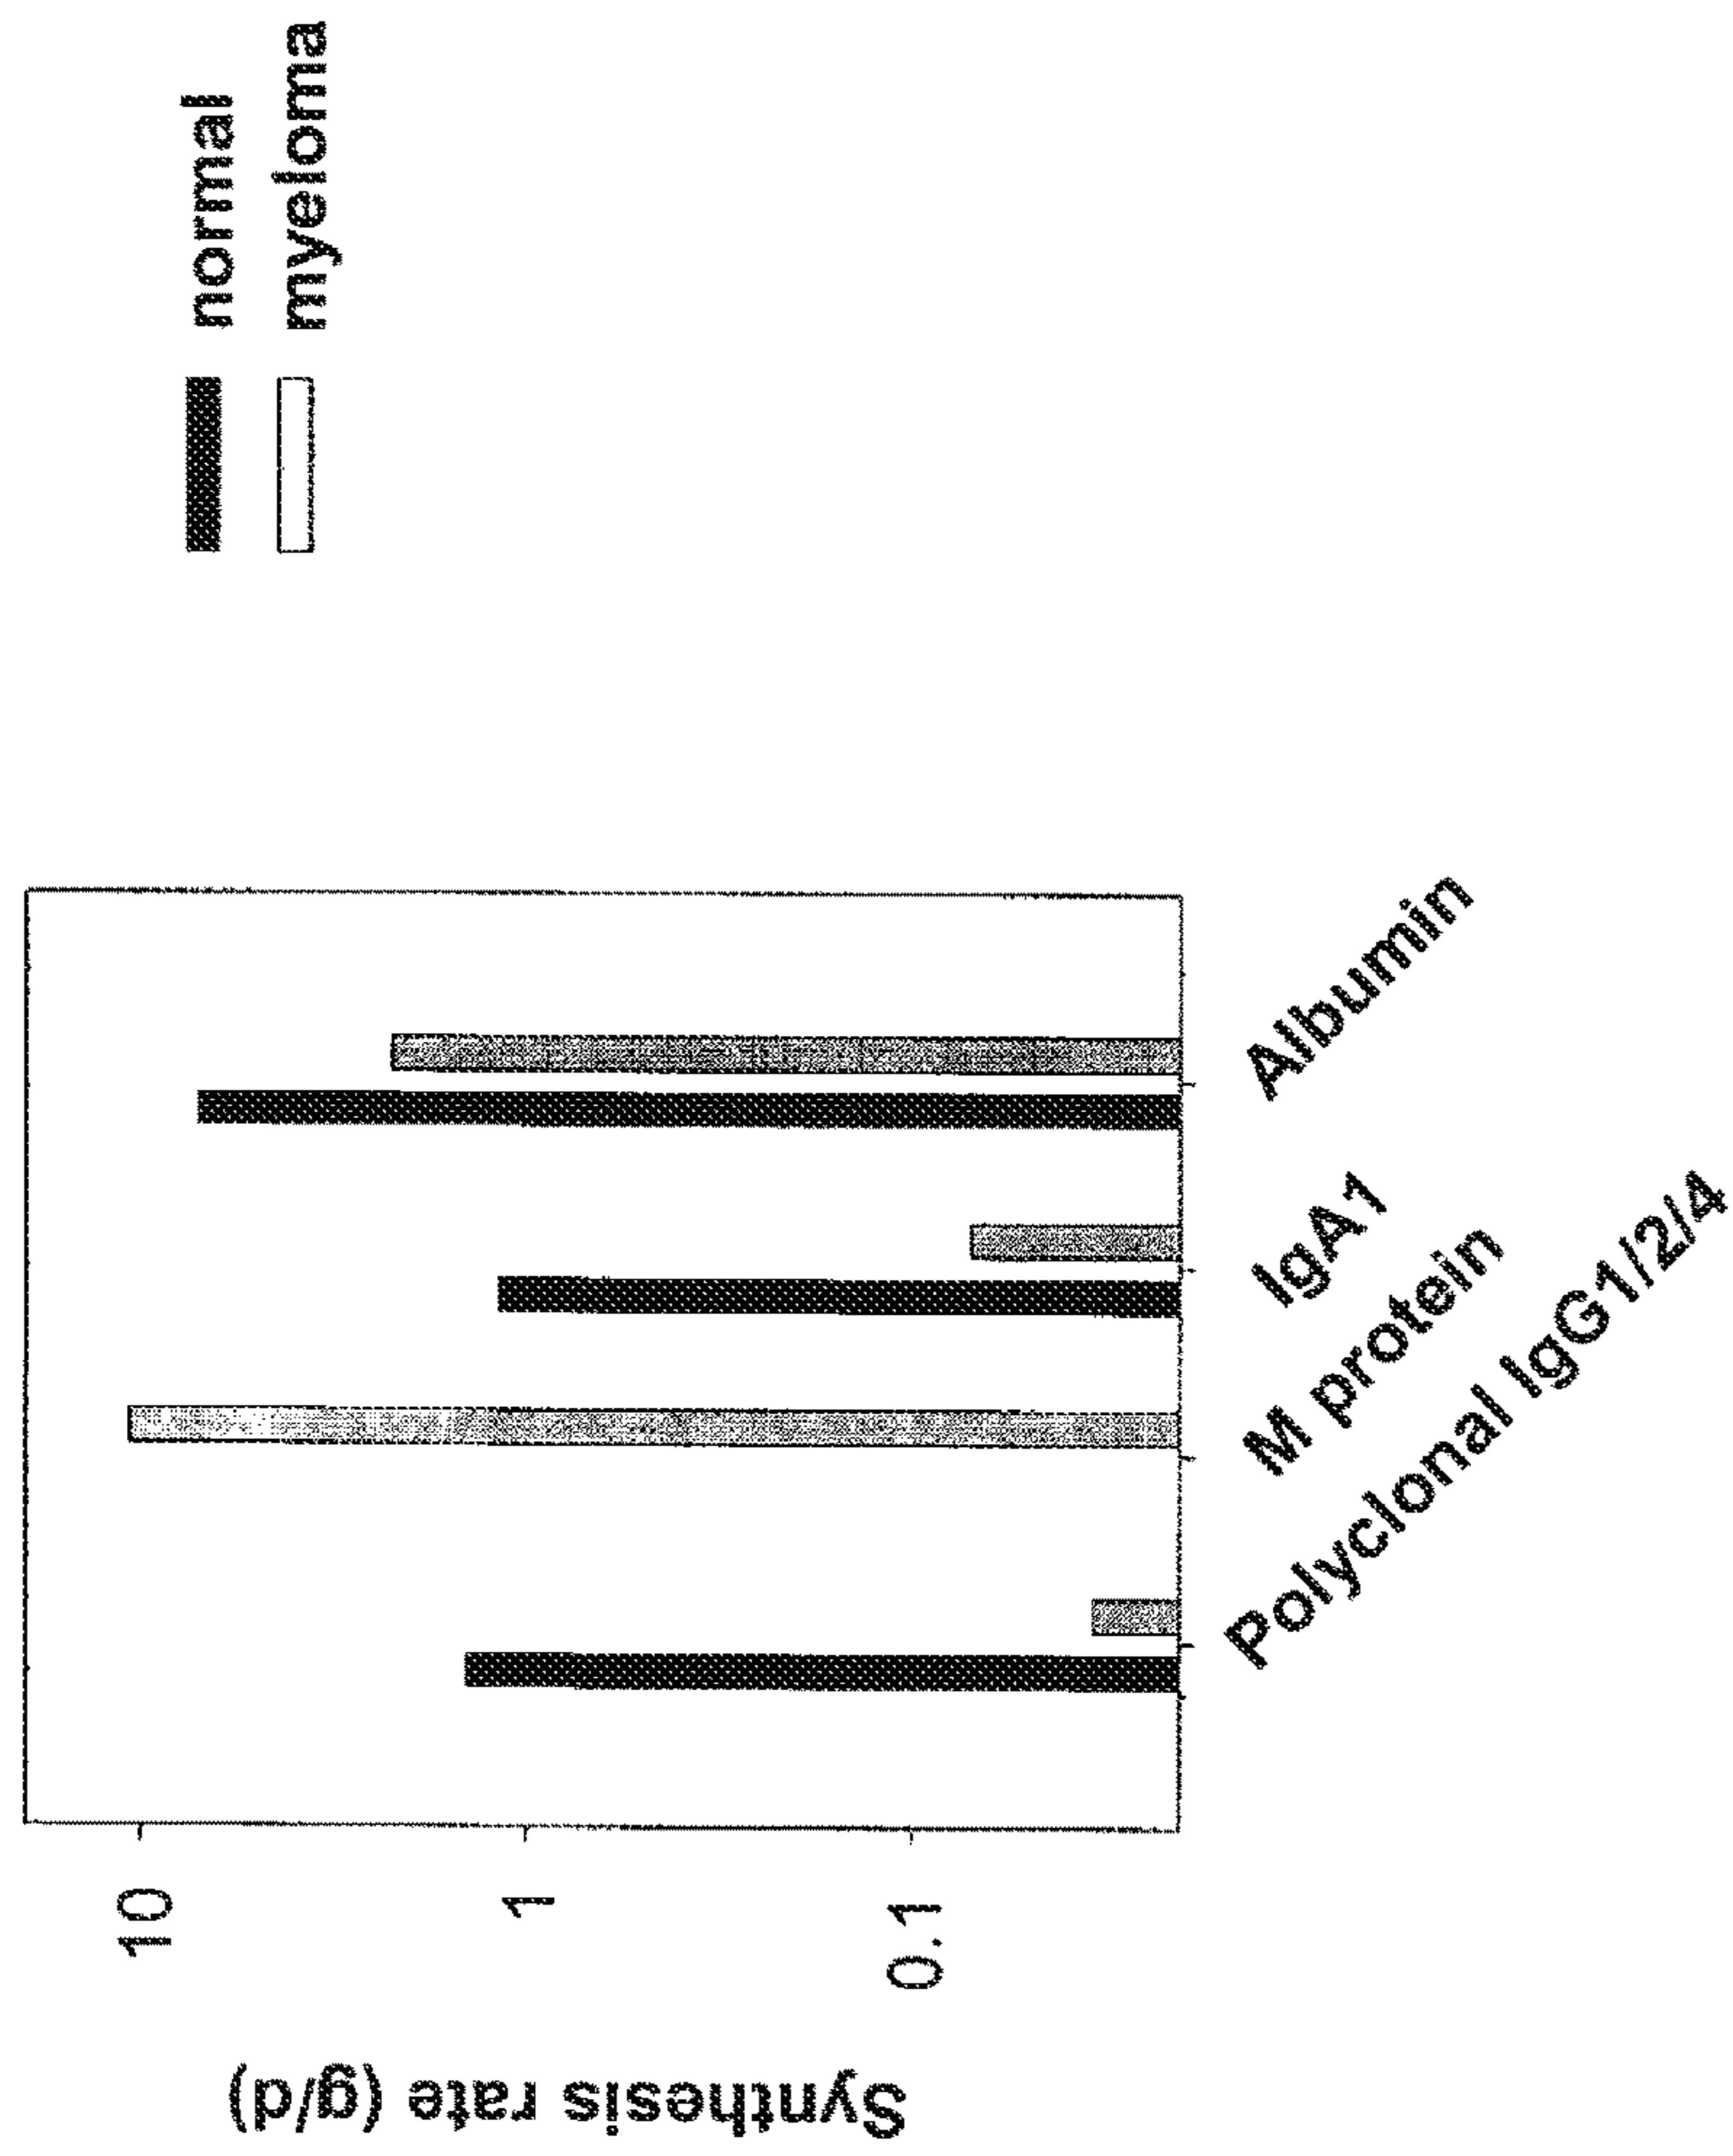 normal
myeloma
Synthesis rate (g/d)
10
1
0.1
Polyclonal IgG1/2/4
M protein
IgA1
Albumin